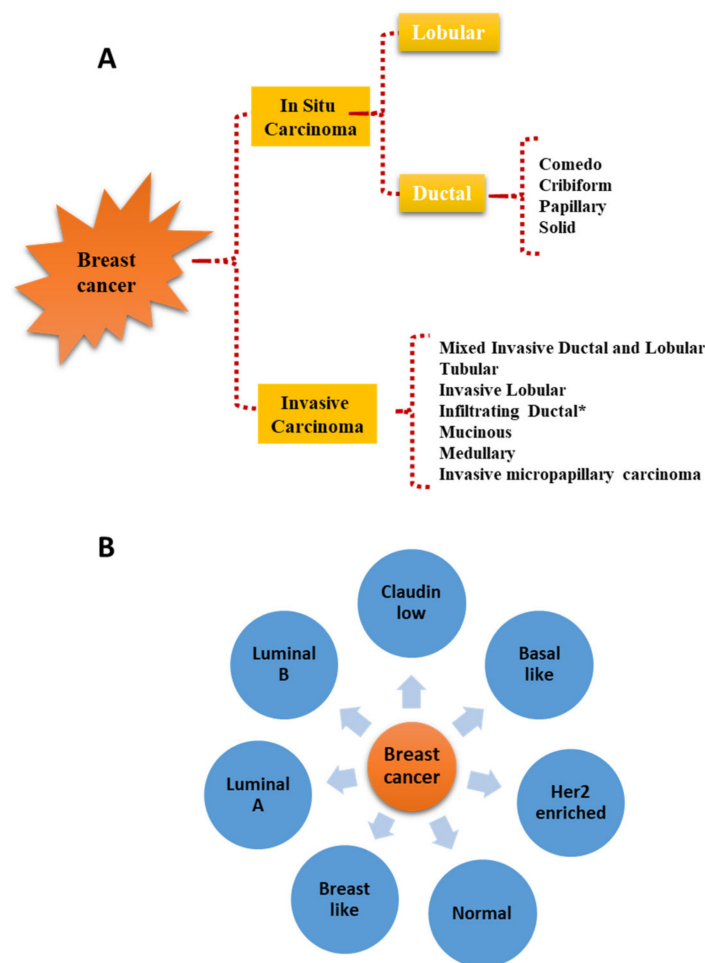 A
Lobular
In Situ
Carcinoma
Ductal
Comedo
Cribiform
Papillary
Solid
Breast
cancer
Invasive
Carcinoma
Mixed Invasive Ductal and Lobular
Tubular
Invasive Lobular
Infiltrating Ductal*
Mucinous
Medullary
Invasive micropapillary carcinoma
B
Claudin
low
Luminal
B
Basal
like
Breast
cancer
Luminal
A
Her2
enriched
Breast
like
Normal